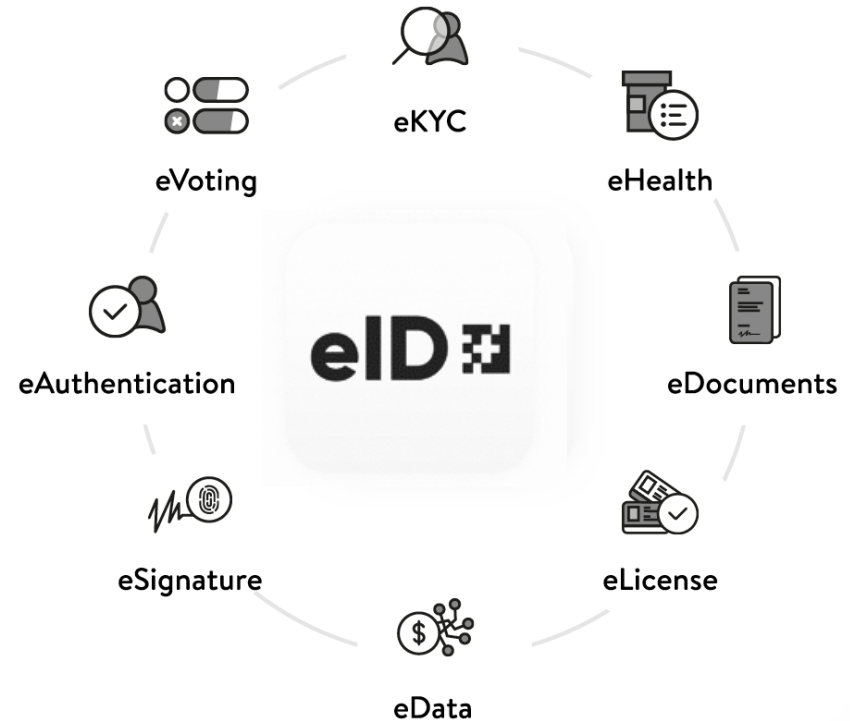 eKYC
eVoting
eHealth
eID
eAuthentication
eDocuments
eSignature
eLicense
$
eData